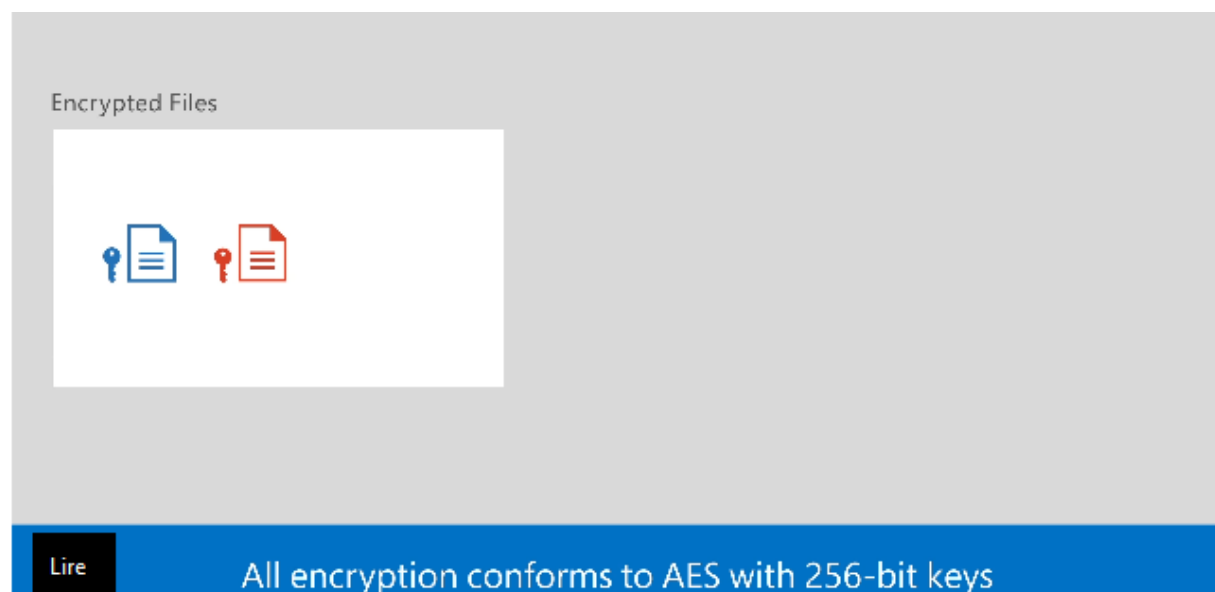 Encrypted Files
Lire
All encryption conforms to AES with 256-bit keys